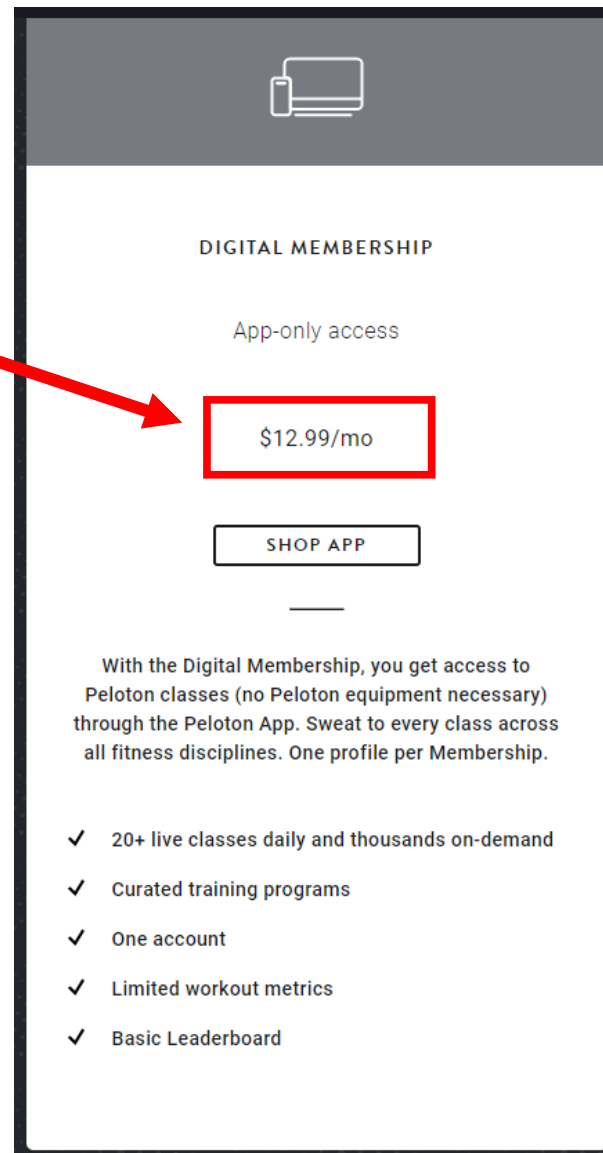 DIGITAL MEMBERSHIP
App-only access
$12.99/mo
SHOP APP
With the Digital Membership, you get access to
Peloton classes (no Peloton equipment necessary)
through the Peloton App. Sweat to every class across
all fitness disciplines. One profile per Membership.
20+ live classes daily and thousands on-demand
Curated training programs
One account
Limited workout metrics
Basic Leaderboard